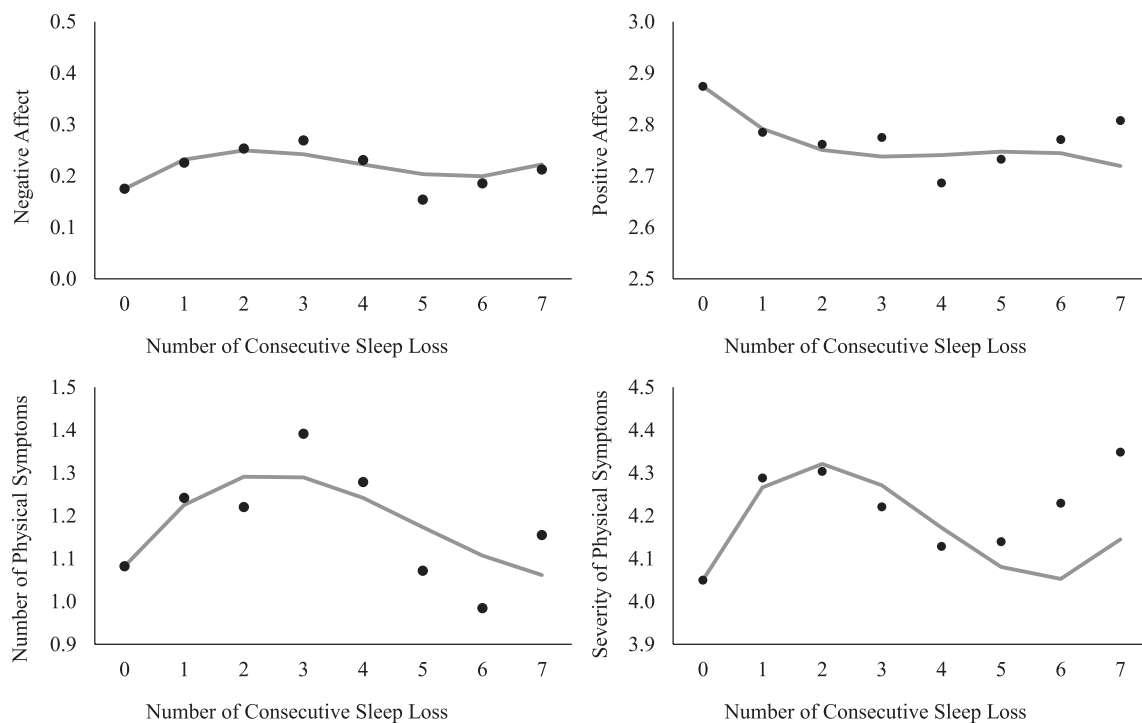 Negative Affect
0.5
0.4
0.3
0.2
0.1
0.0
0 1 2 3 4 5 6 7
Number of Consecutive Sleep Loss
Positive Affect
3.0
2.9
2.8
2.7
2.6
2.5
0 1 2 3 4 5 6 7
Number of Consecutive Sleep Loss
Number of Physical Symptoms
1.5
1.4
1.3
1.2
1.1
1.0
0.9
0 1 2 3 4 5 6 7
Number of Consecutive Sleep Loss
Severity of Physical Symptoms
4.5
4.4
4.3
4.2
4.1
4.0
3.9
0 1 2 3 4 5 6 7
Number of Consecutive Sleep Loss